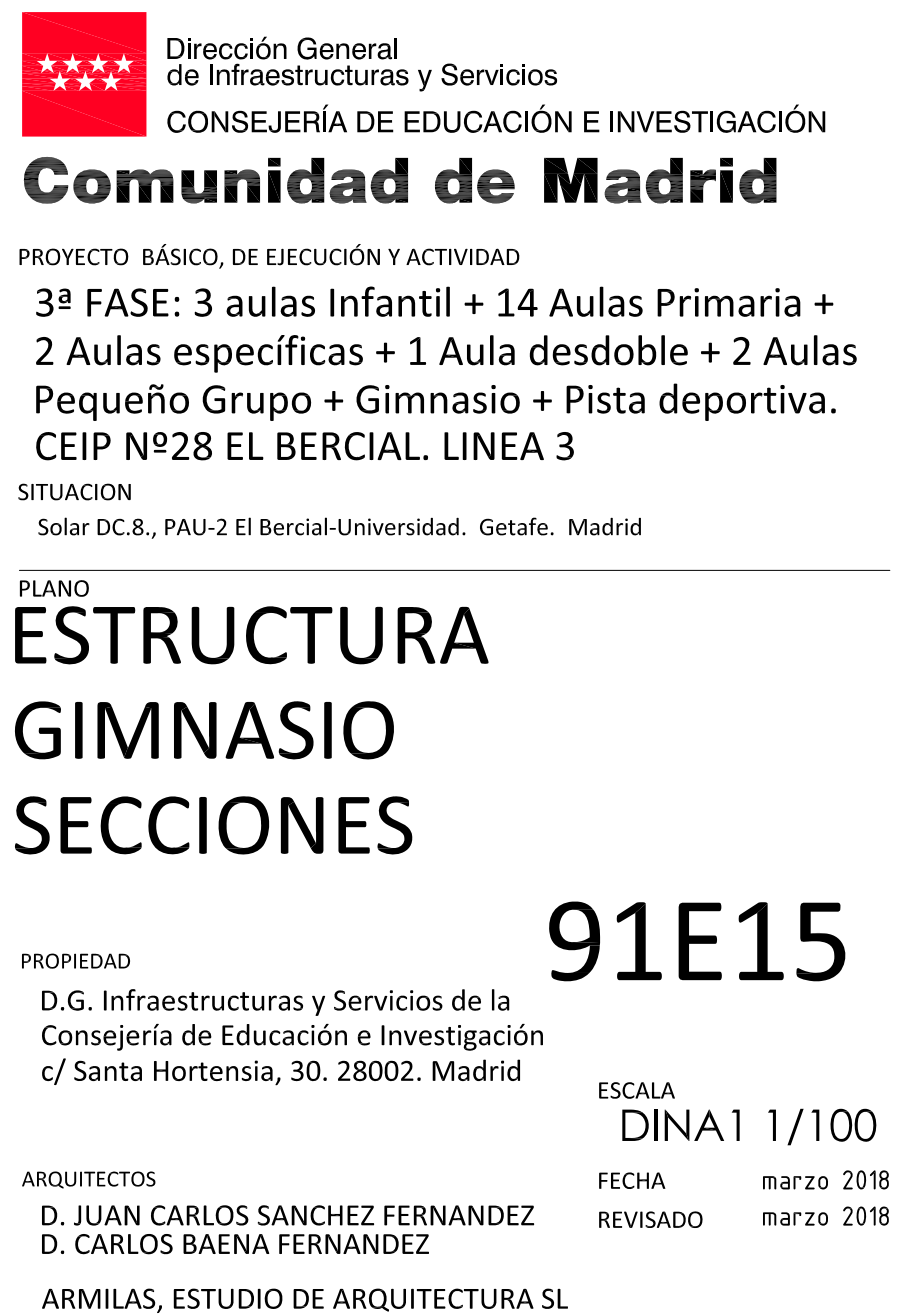 Dirección General
de Infraestructuras y Servicios
CONSEJERÍA DE EDUCACIÓN E INVESTIGACIÓN
Comunidad de Madrid
PROYECTO BÁSICO, DE EJECUCIÓN Y ACTIVIDAD
3ª FASE: 3 aulas Infantil + 14 Aulas Primaria +
2 Aulas específicas + 1 Aula desdoble + 2 Aulas
Pequeño Grupo + Gimnasio + Pista deportiva.
CEIP Nº28 EL BERCIAL. LINEA 3
SITUACION
Solar DC.8., PAU-2 El Bercial-Universidad. Getafe. Madrid
PLANO
ESTRUCTURA
GIMNASIO
SECCIONES
91E15
PROPIEDAD
D.G. Infraestructuras y Servicios de la
Consejería de Educación e Investigación
c/ Santa Hortensia, 30. 28002. Madrid
ESCALA
DINA1 1/100
ARQUITECTOS
D. JUAN CARLOS SANCHEZ FERNANDEZ
D. CARLOS BAENA FERNANDEZ
ARMILAS, ESTUDIO DE ARQUITECTURA SL
FECHA marzo 2018
REVISADO marzo 2018